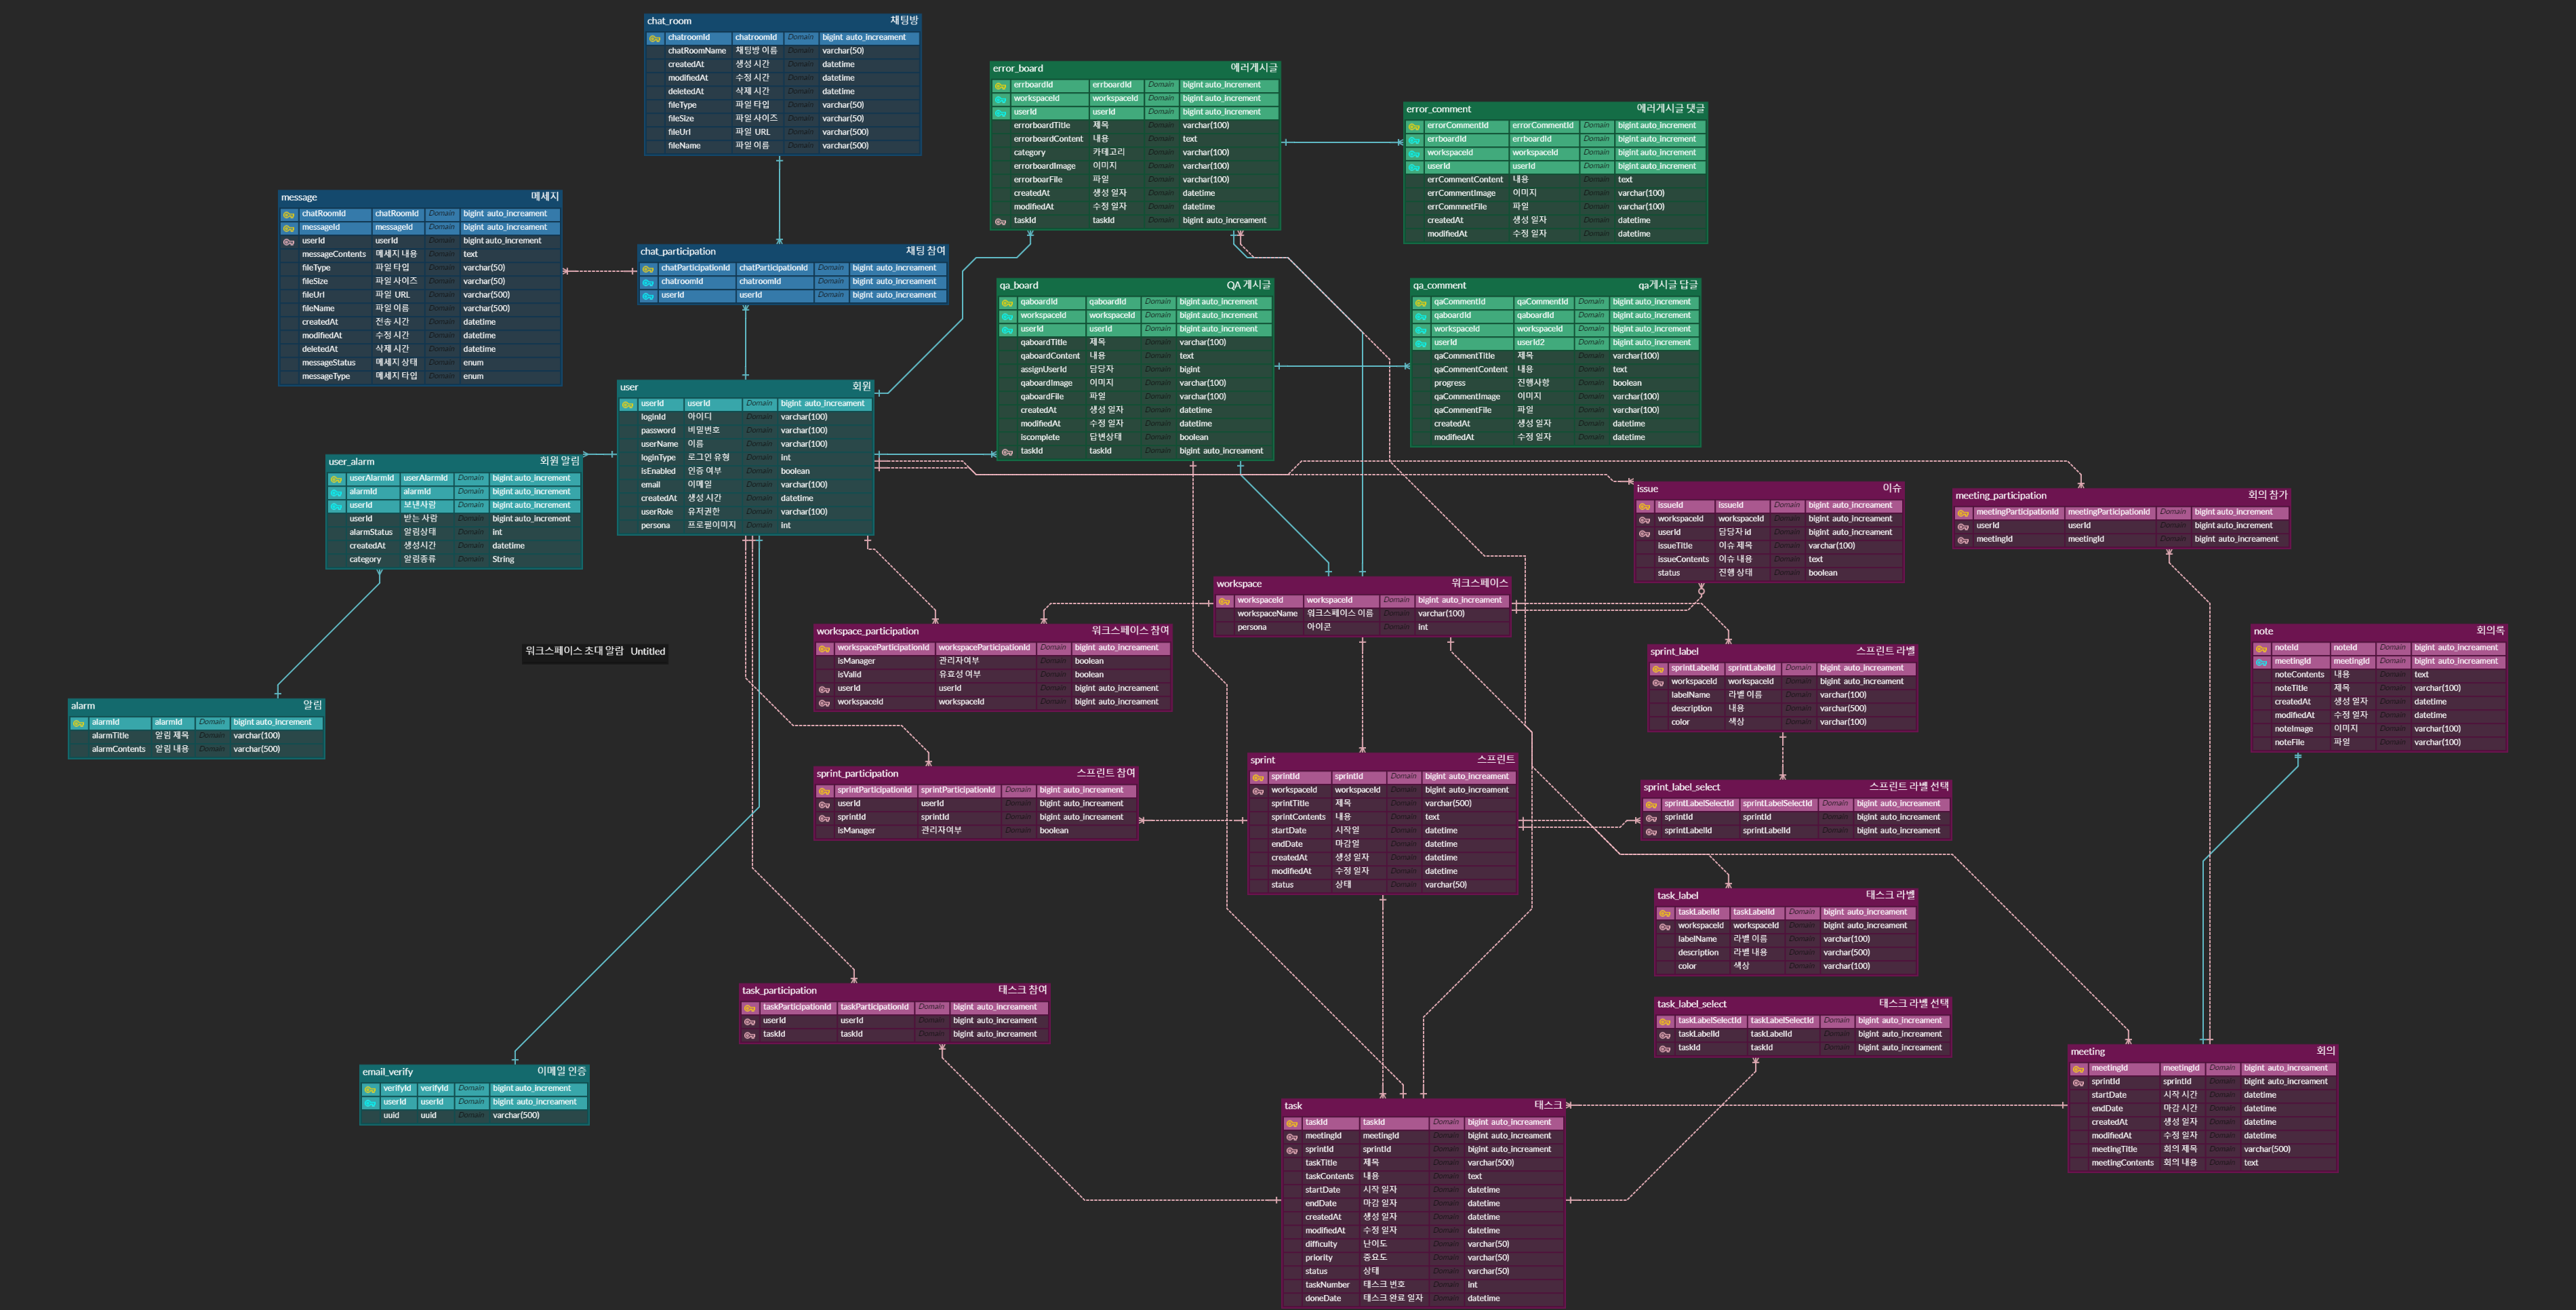 chat_room 채팅방
chatroomId chatroomId Domain bigint auto_increament
chatRoomName 채팅방 이름 Domain varchar(50)
createdAt 생성 시간 Domain datetime
modifiedAt 수정 시간 Domain datetime
deletedAt 삭제 시간 Domain datetime
fileType 파일 타입 Domain varchar(50)
fileSize 파일 사이즈 Domain varchar(50)
fileUrl 파일 URL Domain varchar(500)
fileName 파일 이름 Domain varchar(500)
error_board 에러게시글
errboardId errboardId Domain bigint auto_increment
workspaceId workspaceId Domain bigint auto_increment
userId userId Domain bigint auto_increment
errorboardTitle 제목 Domain varchar(100)
errorboardContent 내용 Domain text
category 카테고리 Domain varchar(100)
errorboardImage 이미지 Domain varchar(100)
errorboarFile 파일 Domain varchar(100)
createdAt 생성 일자 Domain datetime
modifiedAt 수정 일자 Domain datetime
taskId taskId Domain bigint auto_increament
error_comment 에러게시글 댓글
errorCommentId errorCommentId Domain bigint auto_increment
errboardId errboardId Domain bigint auto_increment
workspaceId workspaceId Domain bigint auto_increment
userId userId Domain bigint auto_increment
errCommentContent 내용 Domain text
errCommentImage 이미지 Domain varchar(100)
errCommnetFile 파일 Domain varchar(100)
createdAt 생성 일자 Domain datetime
modifiedAt 수정 일자 Domain datetime
message 메세지
chatRoomId chatRoomId Domain bigint auto_increament
messageId messageId Domain bigint auto_increament
userId userId Domain bigint auto_increment
messageContents 메세지 내용 Domain text
fileType 파일 타입 Domain varchar(50)
fileSize 파일 사이즈 Domain varchar(50)
fileUrl 파일 URL Domain varchar(500)
fileName 파일 이름 Domain varchar(500)
createdAt 전송 시간 Domain datetime
modifiedAt 수정 시간 Domain datetime
deletedAt 삭제 시간 Domain datetime
messageStatus 메세지 상태 Domain enum
messageType 메세지 타입 Domain enum
chat_participation 채팅 참여
chatParticipationId chatParticipationId Domain bigint auto_increament
chatroomId chatroomId Domain bigint auto_increament
userId userId Domain bigint auto_increament
qa_board QA 게시글
qaboardId qaboardId Domain bigint auto_increment
workspaceId workspaceId Domain bigint auto_increment
userId userId Domain bigint auto_increment
qaboardTitle 제목 Domain varchar(100)
qaboardContent 내용 Domain text
assignUserId 담당자 Domain bigint
qaboardImage 이미지 Domain varchar(100)
qaboardFile 파일 Domain varchar(100)
createdAt 생성 일자 Domain datetime
modifiedAt 수정 일자 Domain datetime
iscomplete 답변상태 Domain boolean
taskId taskId Domain bigint auto_increament
qa_comment qa게시글 답글
qaCommentId qaCommentId Domain bigint auto_increment
qaboardId qaboardId Domain bigint auto_increment
workspaceId workspaceId Domain bigint auto_increment
userId userId2 Domain bigint auto_increment
qaCommentTitle 제목 Domain varchar(100)
qaCommentContent 내용 Domain text
progress 진행사항 Domain boolean
qaCommentImage 이미지 Domain varchar(100)
qaCommentFile 파일 Domain varchar(100)
createdAt 생성 일자 Domain datetime
modifiedAt 수정 일자 Domain datetime
user 회원
userId userId Domain bigint auto_increament
loginId 아이디 Domain varchar(100)
password 비밀번호 Domain varchar(100)
userName 이름 Domain varchar(100)
loginType 로그인 유형 Domain int
isEnabled 인증 여부 Domain boolean
email 이메일 Domain varchar(100)
createdAt 생성 시간 Domain datetime
userRole 유저권한 Domain varchar(100)
persona 프로필이미지 Domain int
user_alarm 회원 알림
userAlarmId userAlarmId Domain bigint auto_increment
alarmId alarmId Domain bigint auto_increment
userId 보낸사람 Domain bigint auto_increment
userId 받는 사람 Domain bigint auto_increment
alarmStatus 알림상태 Domain int
createdAt 생성시간 Domain datetime
category 알림종류 Domain String
issue 이슈
issueId issueId Domain bigint auto_increament
workspaceId workspaceId Domain bigint auto_increament
userId 담당자 id Domain bigint auto_increament
issueTitle 이슈 제목 Domain varchar(100)
issueContents 이슈 내용 Domain text
status 진행 상태 Domain boolean
meeting_participation 회의 참가
meetingParticipationId meetingParticipationId Domain bigint auto_increment
userId userId Domain bigint auto_increament
meetingId meetingId Domain bigint auto_increament
workspace 워크스페이스
workspaceId workspaceId Domain bigint auto_increament
workspaceName 워크스페이스 이름 Domain varchar(100)
persona 아이콘 Domain int
workspace_participation 워크스페이스 참여
workspaceParticipationId workspaceParticipationId Domain bigint auto_increament
isManager 관리자여부 Domain boolean
isValid 유효성 여부 Domain boolean
userId userId Domain bigint auto_increament
workspaceId workspaceId Domain bigint auto_increament
워크스페이스 초대 알람 Untitled
sprint_label 스프린트 라벨
sprintLabelId sprintLabelId Domain bigint auto_increament
workspaceId workspaceId Domain bigint auto_increament
labelName 라벨 이름 Domain varchar(100)
description 내용 Domain varchar(500)
color 색상 Domain varchar(100)
note 회의록
noteId noteId Domain bigint auto_increament
meetingId meetingId Domain bigint auto_increament
noteContents 내용 Domain text
noteTitle 제목 Domain varchar(100)
createdAt 생성 일자 Domain datetime
modifiedAt 수정 일자 Domain datetime
noteImage 이미지 Domain varchar(100)
noteFile 파일 Domain varchar(100)
alarm 알림
alarmId alarmId Domain bigint auto_increment
alarmTitle 알림 제목 Domain varchar(100)
alarmContents 알림 내용 Domain varchar(500)
sprint_participation 스프린트 참여
sprintParticipationId sprintParticipationId Domain bigint auto_increament
userId userId Domain bigint auto_increament
sprintId sprintId Domain bigint auto_increament
isManager 관리자여부 Domain boolean
sprint 스프린트
sprintId sprintId Domain bigint auto_increament
workspaceId workspaceId Domain bigint auto_increament
sprintTitle 제목 Domain varchar(500)
sprintContents 내용 Domain text
startDate 시작일 Domain datetime
endDate 마감일 Domain datetime
createdAt 생성 일자 Domain datetime
modifiedAt 수정 일자 Domain datetime
status 상태 Domain varchar(50)
sprint_label_select 스프린트 라벨 선택
sprintLabelSelectId sprintLabelSelectId Domain bigint auto_increament
sprintId sprintId Domain bigint auto_increament
sprintLabelId sprintLabelId Domain bigint auto_increament
task_label 태스크 라벨
taskLabelId taskLabelId Domain bigint auto_increament
workspaceId workspaceId Domain bigint auto_increament
labelName 라벨 이름 Domain varchar(100)
description 라벨 내용 Domain varchar(500)
color 색상 Domain varchar(100)
task_participation 태스크 참여
taskParticipationId taskParticipationId Domain bigint auto_increament
userId userId Domain bigint auto_increament
taskId taskId Domain bigint auto_increament
task_label_select 태스크 라벨 선택
taskLabelSelectId taskLabelSelectId Domain bigint auto_increament
taskLabelId taskLabelId Domain bigint auto_increament
taskId taskId Domain bigint auto_increament
email_verify 이메일 인증
verifyId verifyId Domain bigint auto_increment
userId userId Domain bigint auto_increament
uuid uuid Domain varchar(500)
meeting 회의
meetingId meetingId Domain bigint auto_increament
sprintId sprintId Domain bigint auto_increament
startDate 시작 시간 Domain datetime
endDate 마감 시간 Domain datetime
createdAt 생성 일자 Domain datetime
modifiedAt 수정 일자 Domain datetime
meetingTitle 회의 제목 Domain varchar(500)
meetingContents 회의 내용 Domain text
task 태스크
taskId taskId Domain bigint auto_increament
meetingId meetingId Domain bigint auto_increament
sprintId sprintId Domain bigint auto_increament
taskTitle 제목 Domain varchar(500)
taskContents 내용 Domain text
startDate 시작 일자 Domain datetime
endDate 마감 일자 Domain datetime
createdAt 생성 일자 Domain datetime
modifiedAt 수정 일자 Domain datetime
difficulty 난이도 Domain varchar(50)
priority 중요도 Domain varchar(50)
status 상태 Domain varchar(50)
taskNumber 태스크 번호 Domain int
doneDate 태스크 완료 일자 Domain datetime